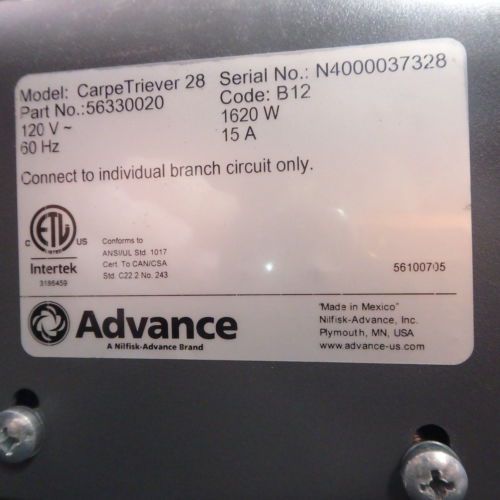 Model: CarpeTriever 28 Serial No.: N4000037328
Part No.:56330020 Code: B12
120 V ~ 1620 W
60 Hz 15 A
Connect to individual branch circuit only.
ETL
C US
INTERTEK
Intertek
3186459
Conforms to
ANSI/UL Std. 1017
Cert. To CAN/CSA
Std. C22.2 No. 243
56100705
Advance
A Nilfisk-Advance Brand
"Made in Mexico"
Nilfisk-Advance, Inc.
Plymouth, MN, USA
www.advance-us.com